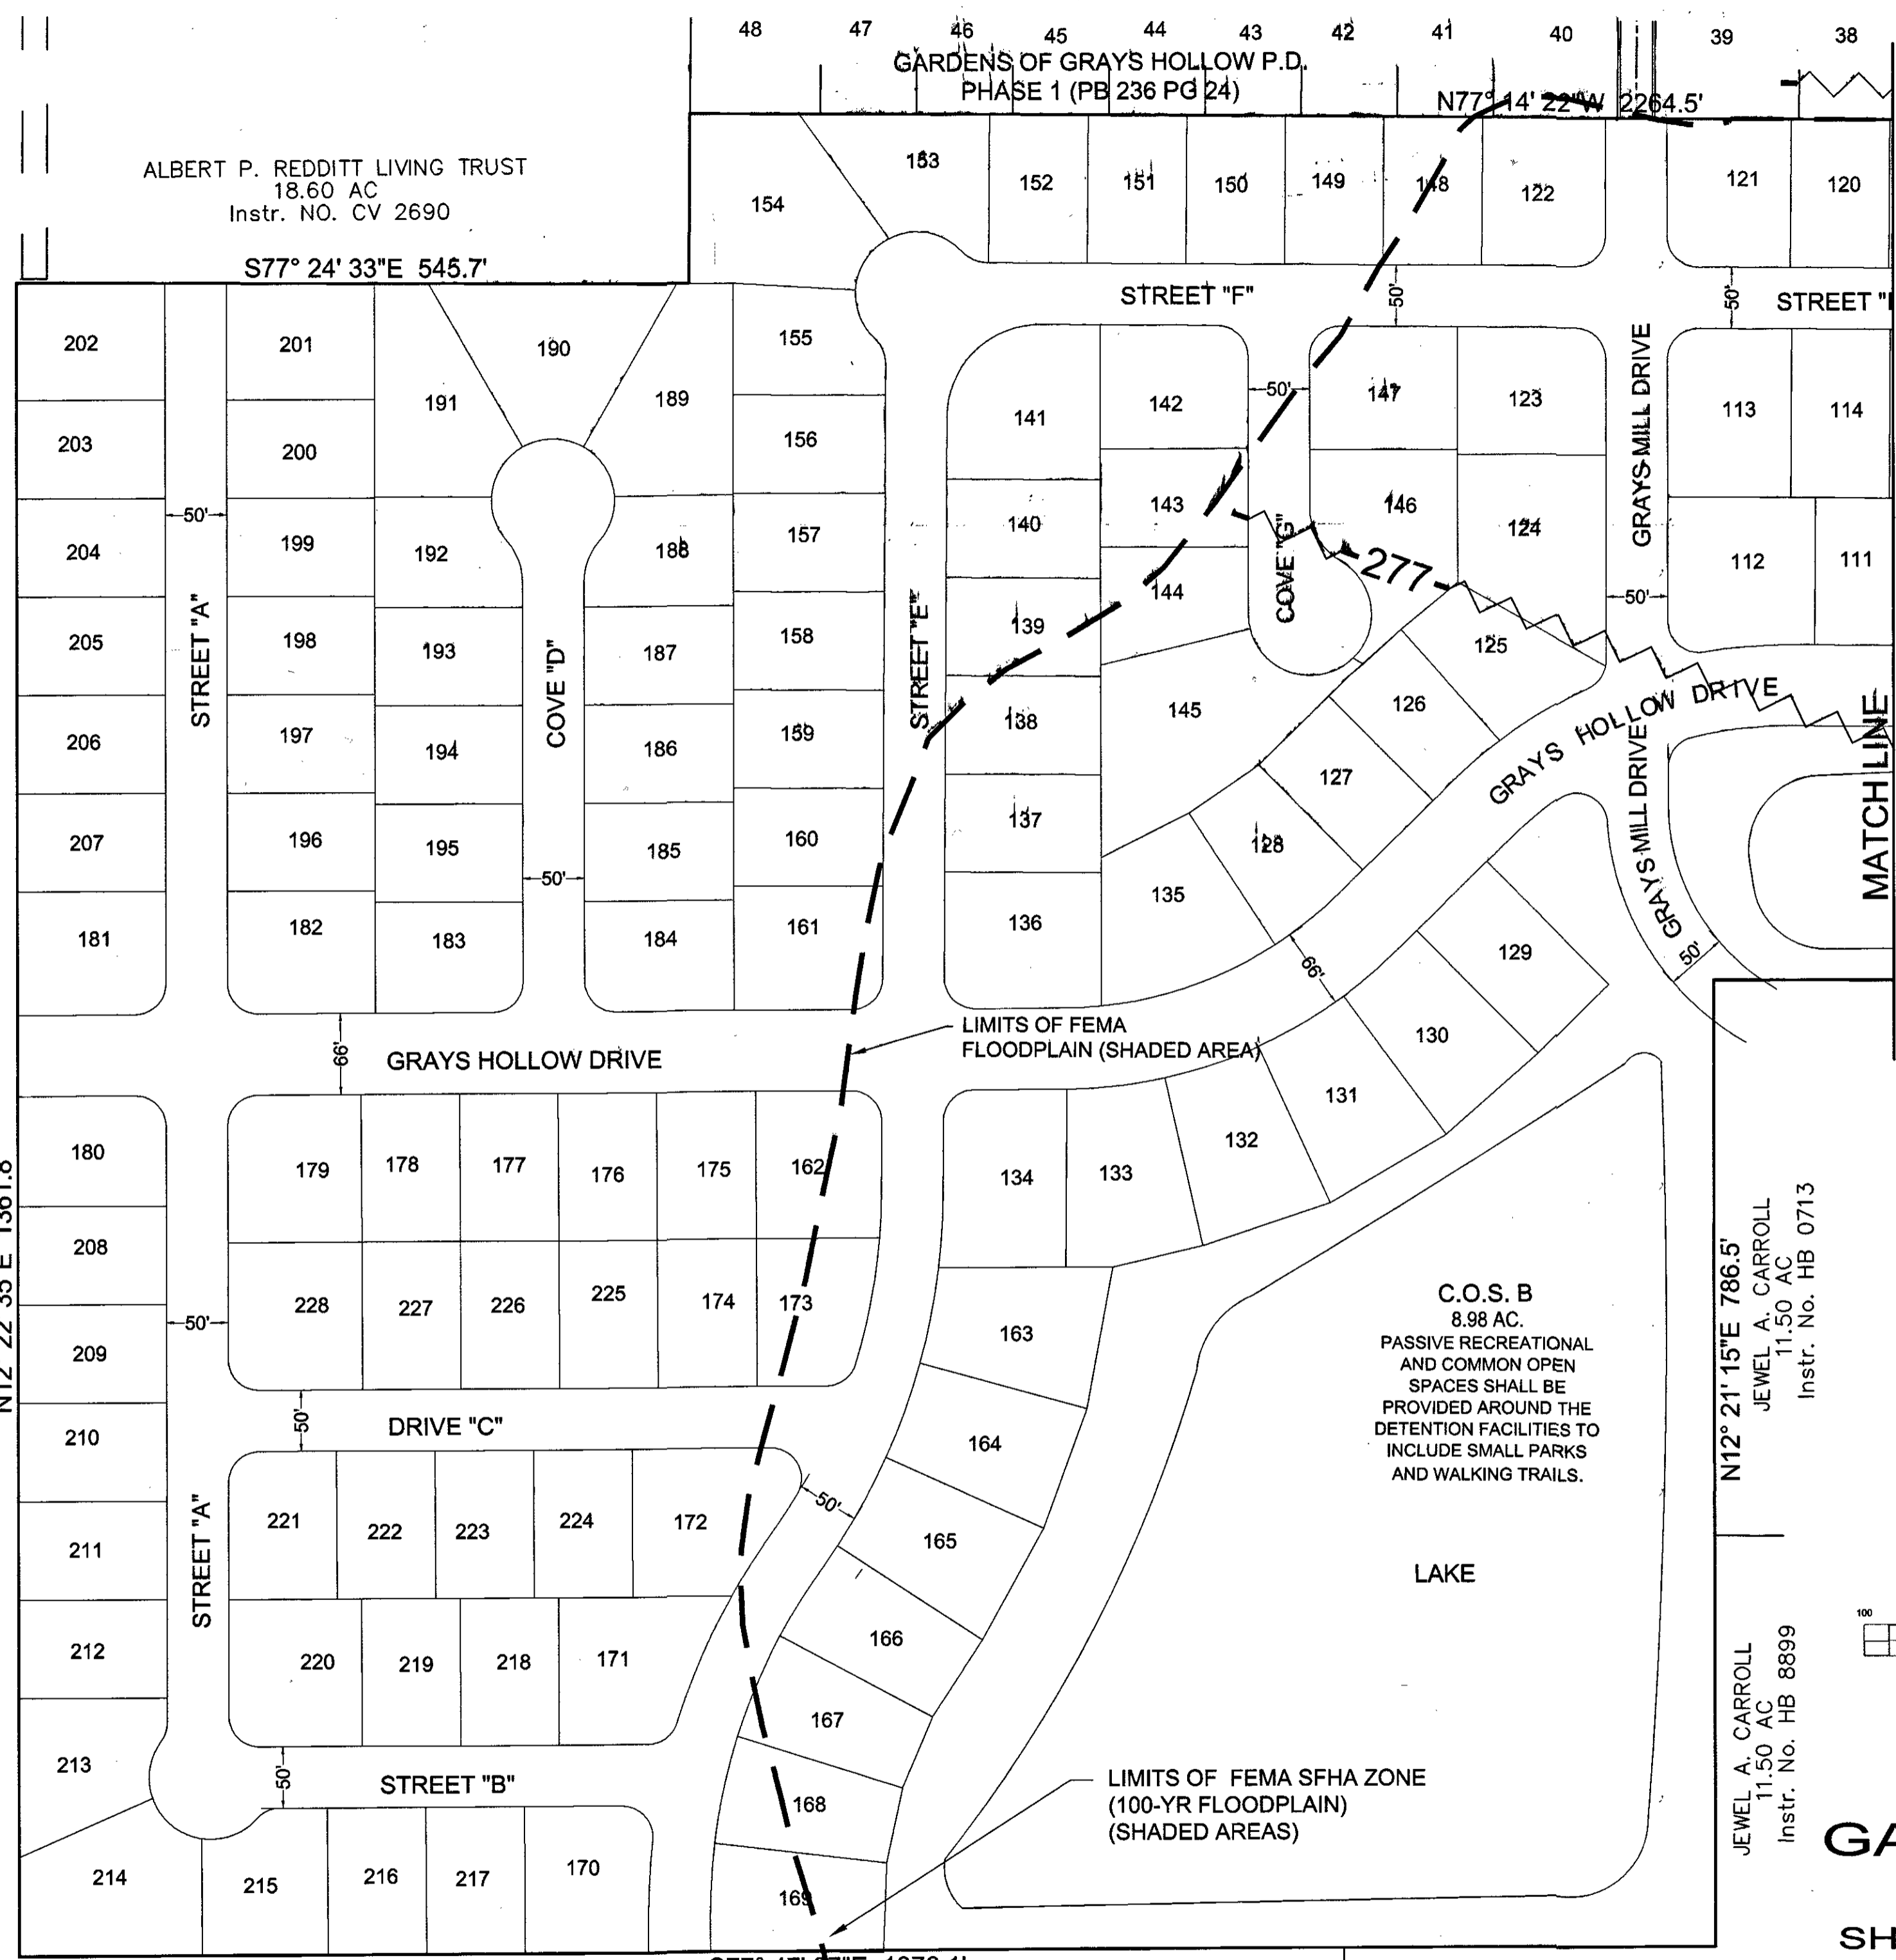 48 47 46 45 44 43 42 41 40 39 38
GARDENS OF GRAYS HOLLOW P.D.
PHASE 1 (PB 236 PG 24)
N77° 14' 22"W 2264.5'
ALBERT P. REDDITT LIVING TRUST
18.60 AC
Instr. NO. CV 2690
S77° 24' 33"E 545.7'
154 153 152 151 150 149 148 122 121 120
STREET "F"
50'
50'
STREET "
202 201 190 155
191 189 141 142 147 123 113 114
50'
GRAYS MILL DRIVE
203 200 156
50'
204 199 192 188 157 140 143 146 124 112 111
COVE "G"
277
50'
STREET "A"
COVE "D"
STREET "E"
205 198 193 187 158 139 144 125
206 197 194 186 159 138 145 126
GRAYS HOLLOW DRIVE
GRAYS MILL DRIVE
GRAYS MILL DRIVE
MATCH LINE
207 196 195 185 160 137 127 128
50'
181 182 183 184 161 136 135 129
66'
50'
LIMITS OF FEMA
FLOODPLAIN (SHADED AREA)
66'
GRAYS HOLLOW DRIVE
130
131
180 179 178 177 176 175 162 134 133 132
N12° 22' 35"E 1361.8'
208
228 227 226 225 174 173 163
50'
209
C.O.S. B
8.98 AC.
PASSIVE RECREATIONAL
AND COMMON OPEN
SPACES SHALL BE
PROVIDED AROUND THE
DETENTION FACILITIES TO
INCLUDE SMALL PARKS
AND WALKING TRAILS.
N12° 21' 15"E 786.5'
JEWEL A. CARROLL
11.50 AC
Instr. No. HB 0713
210
50'
DRIVE "C"
164
STREET "A"
211 221 222 223 224 172
50'
165
LAKE
212 220 219 218 171 166
100
JEWEL A. CARROLL
11.50 AC
Instr. No. HB 8899
213
167
50'
STREET "B"
168
LIMITS OF FEMA SFHA ZONE
(100-YR FLOODPLAIN)
(SHADED AREAS)
GA
214 215 216 217 170 169
SH